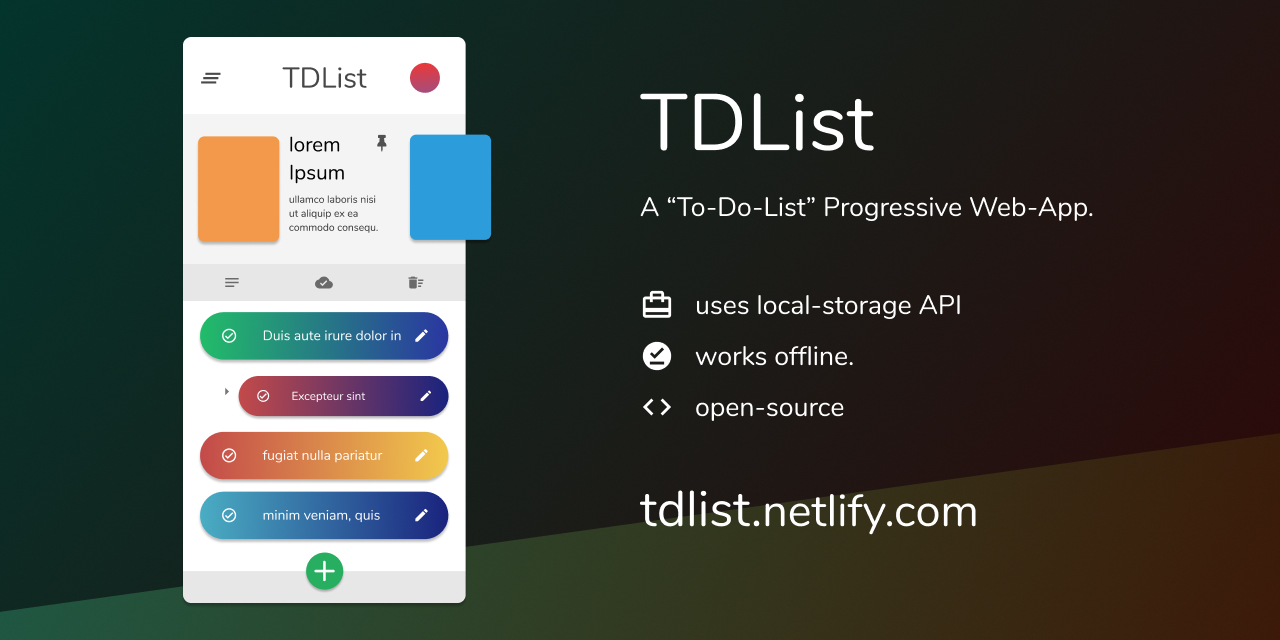 TDList
lorem
Ipsum
ullamco laboris nisi
ut aliquip ex ea
commodo consequ.
Duis aute irure dolor in
Excepteur sint
fugiat nulla pariatur
minim veniam, quis
TDList
A “To-Do-List” Progressive Web-App.
uses local-storage API
works offline.
open-source
tdlist.netlify.com